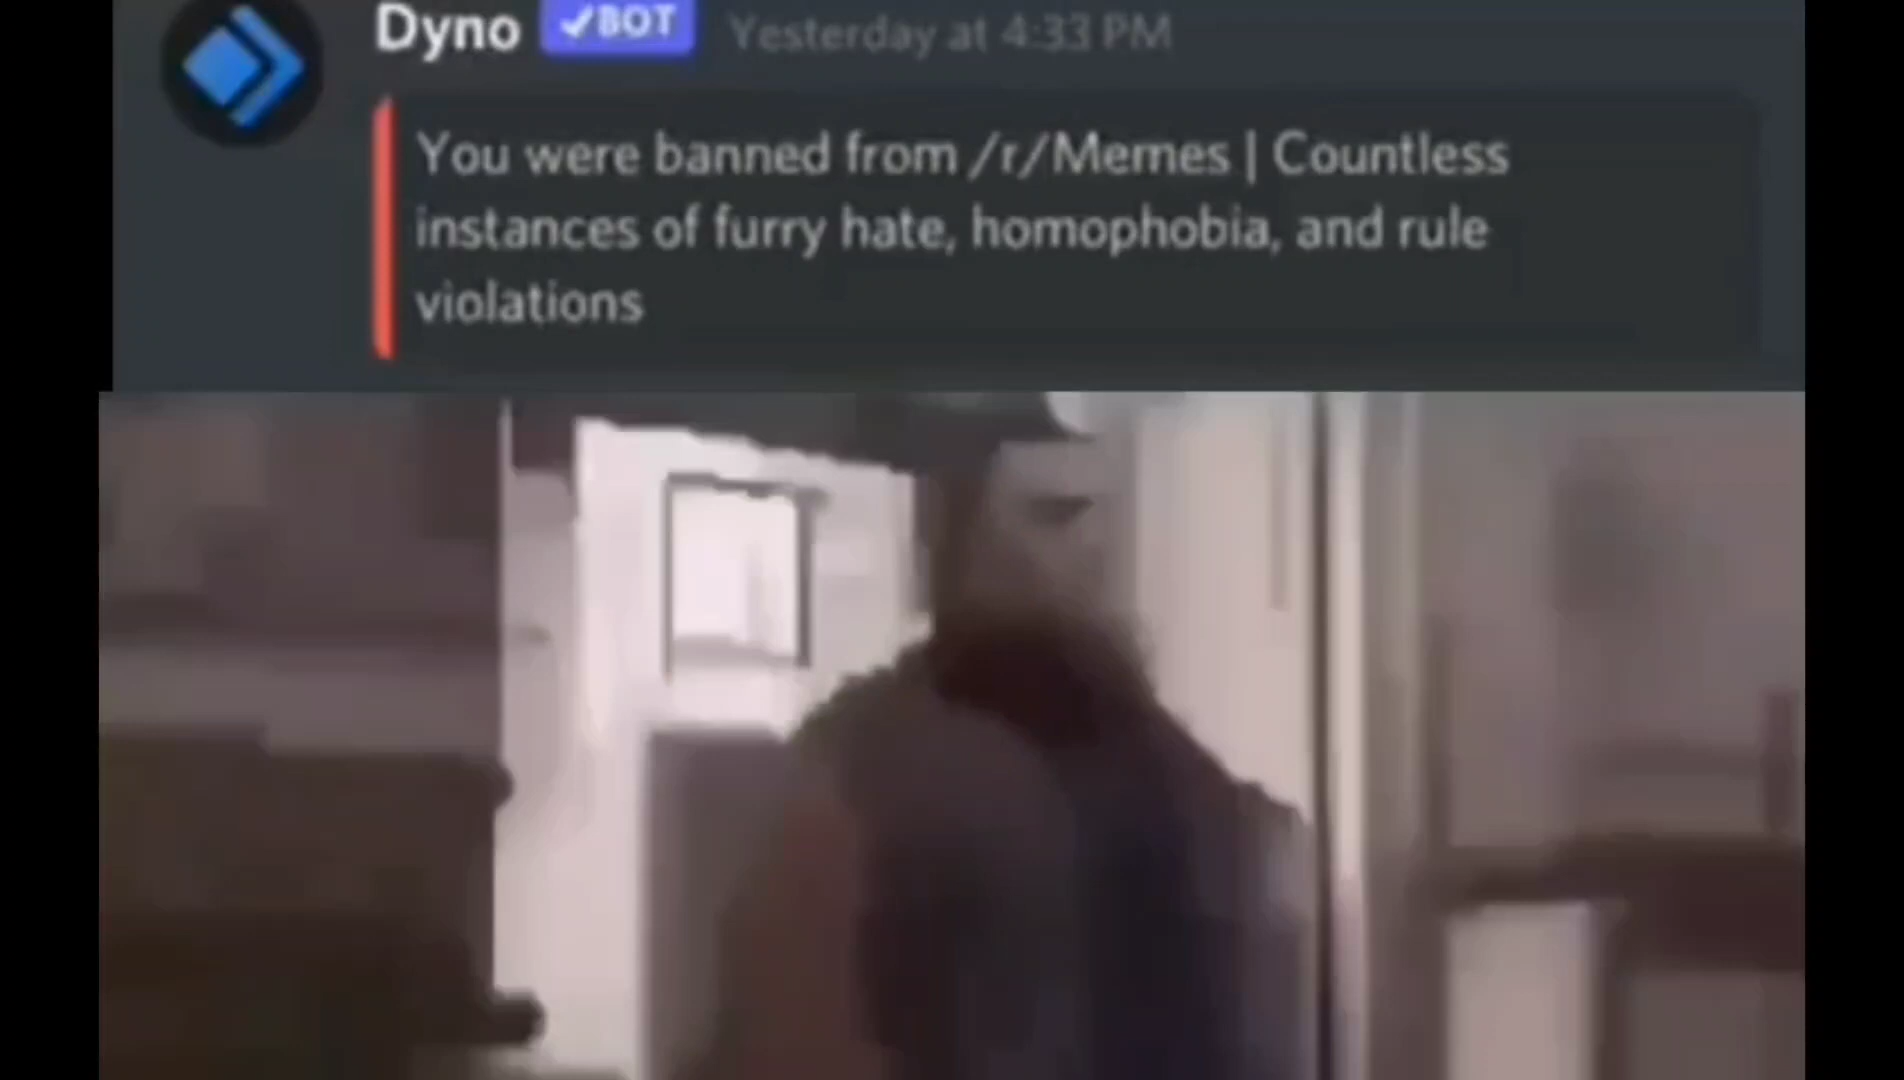 Dyno ✓BOT Yesterday at 4:33 PM
You were banned from /r/Memes | Countless
instances of furry hate, homophobia, and rule
violations